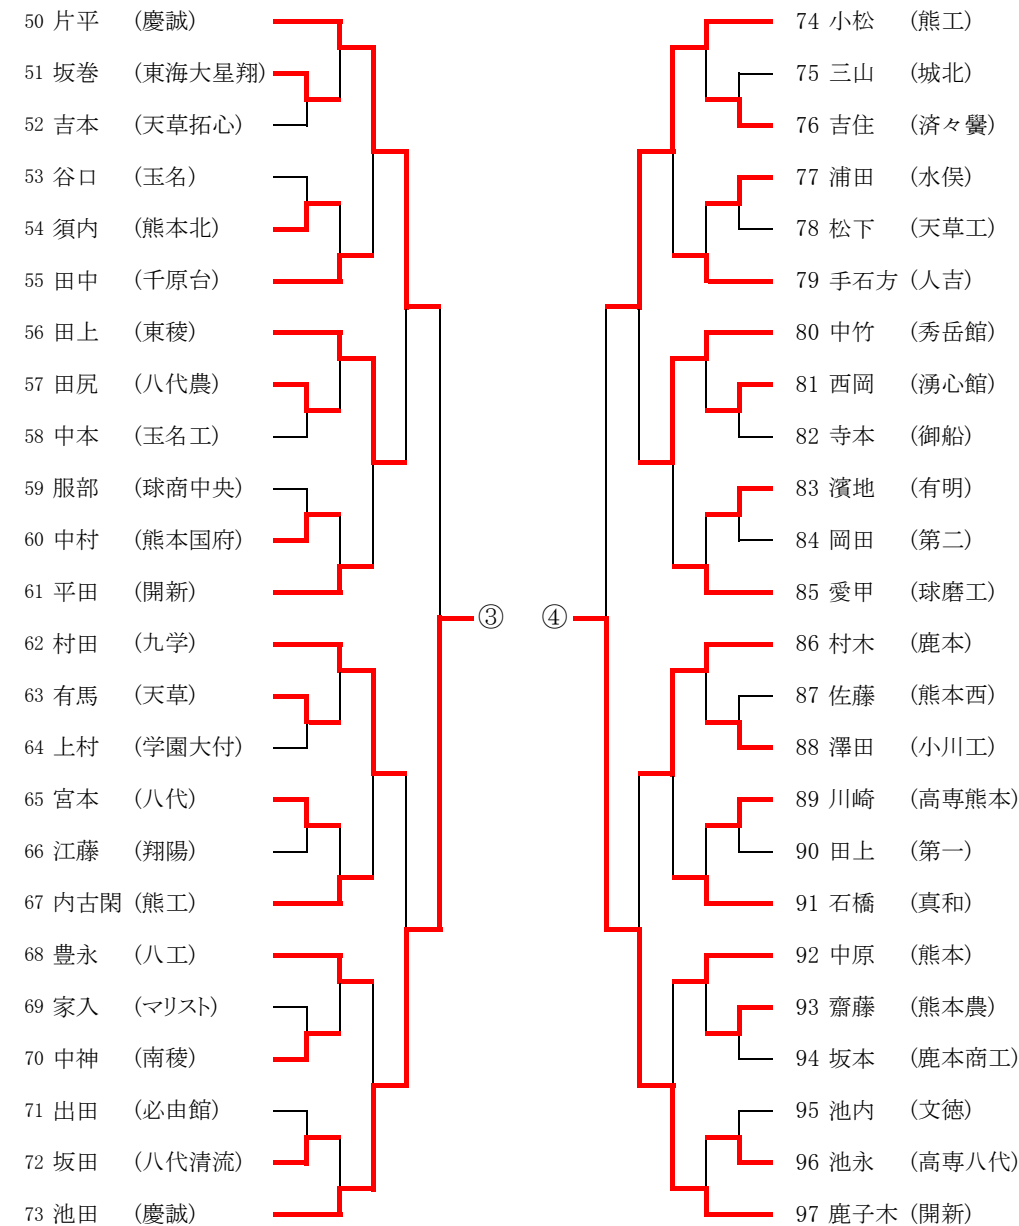 50 片平 (慶誠)
51 坂巻 (東海大星翔)
52 吉本 (天草拓心)
53 谷口 (玉名)
54 須内 (熊本北)
55 田中 (千原台)
56 田上 (東稜)
57 田尻 (八代農)
58 中本 (玉名工)
59 服部 (球商中央)
60 中村 (熊本国府)
61 平田 (開新)
62 村田 (九学)
63 有馬 (天草)
64 上村 (学園大付)
65 宮本 (八代)
66 江藤 (翔陽)
67 内古閑 (熊工)
68 豊永 (八工)
69 家入 (マリスト)
70 中神 (南稜)
71 出田 (必由館)
72 坂田 (八代清流)
73 池田 (慶誠)
③ ④
74 小松 (熊工)
75 三山 (城北)
76 吉住 (済々黌)
77 浦田 (水俣)
78 松下 (天草工)
79 手石方 (人吉)
80 中竹 (秀岳館)
81 西岡 (湧心館)
82 寺本 (御船)
83 濱地 (有明)
84 岡田 (第二)
85 愛甲 (球磨工)
86 村木 (鹿本)
87 佐藤 (熊本西)
88 澤田 (小川工)
89 川崎 (高専熊本)
90 田上 (第一)
91 石橋 (真和)
92 中原 (熊本)
93 齋藤 (熊本農)
94 坂本 (鹿本商工)
95 池内 (文徳)
96 池永 (高専八代)
97 鹿子木 (開新)